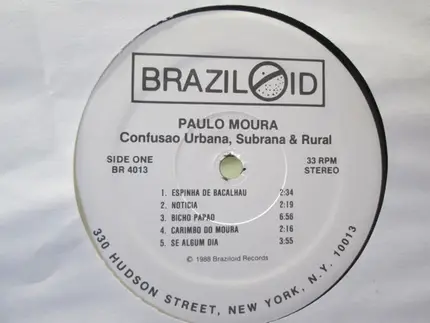 BRAZILOID
PAULO MOURA
Confusao Urbana, Subrana & Rural
SIDE ONE 33 RPM
BR 4013 STEREO
1. ESPINHA DE BACALHAU 2:34
2. NOTICIA 2:19
3. BICHO PAPAO 6:56
4. CARIMBO DO MOURA 2:16
5. SE ALGUM DIA 3:55
© 1988 Braziloid Records
330 HUDSON STREET, NEW YORK, N.Y. 10013